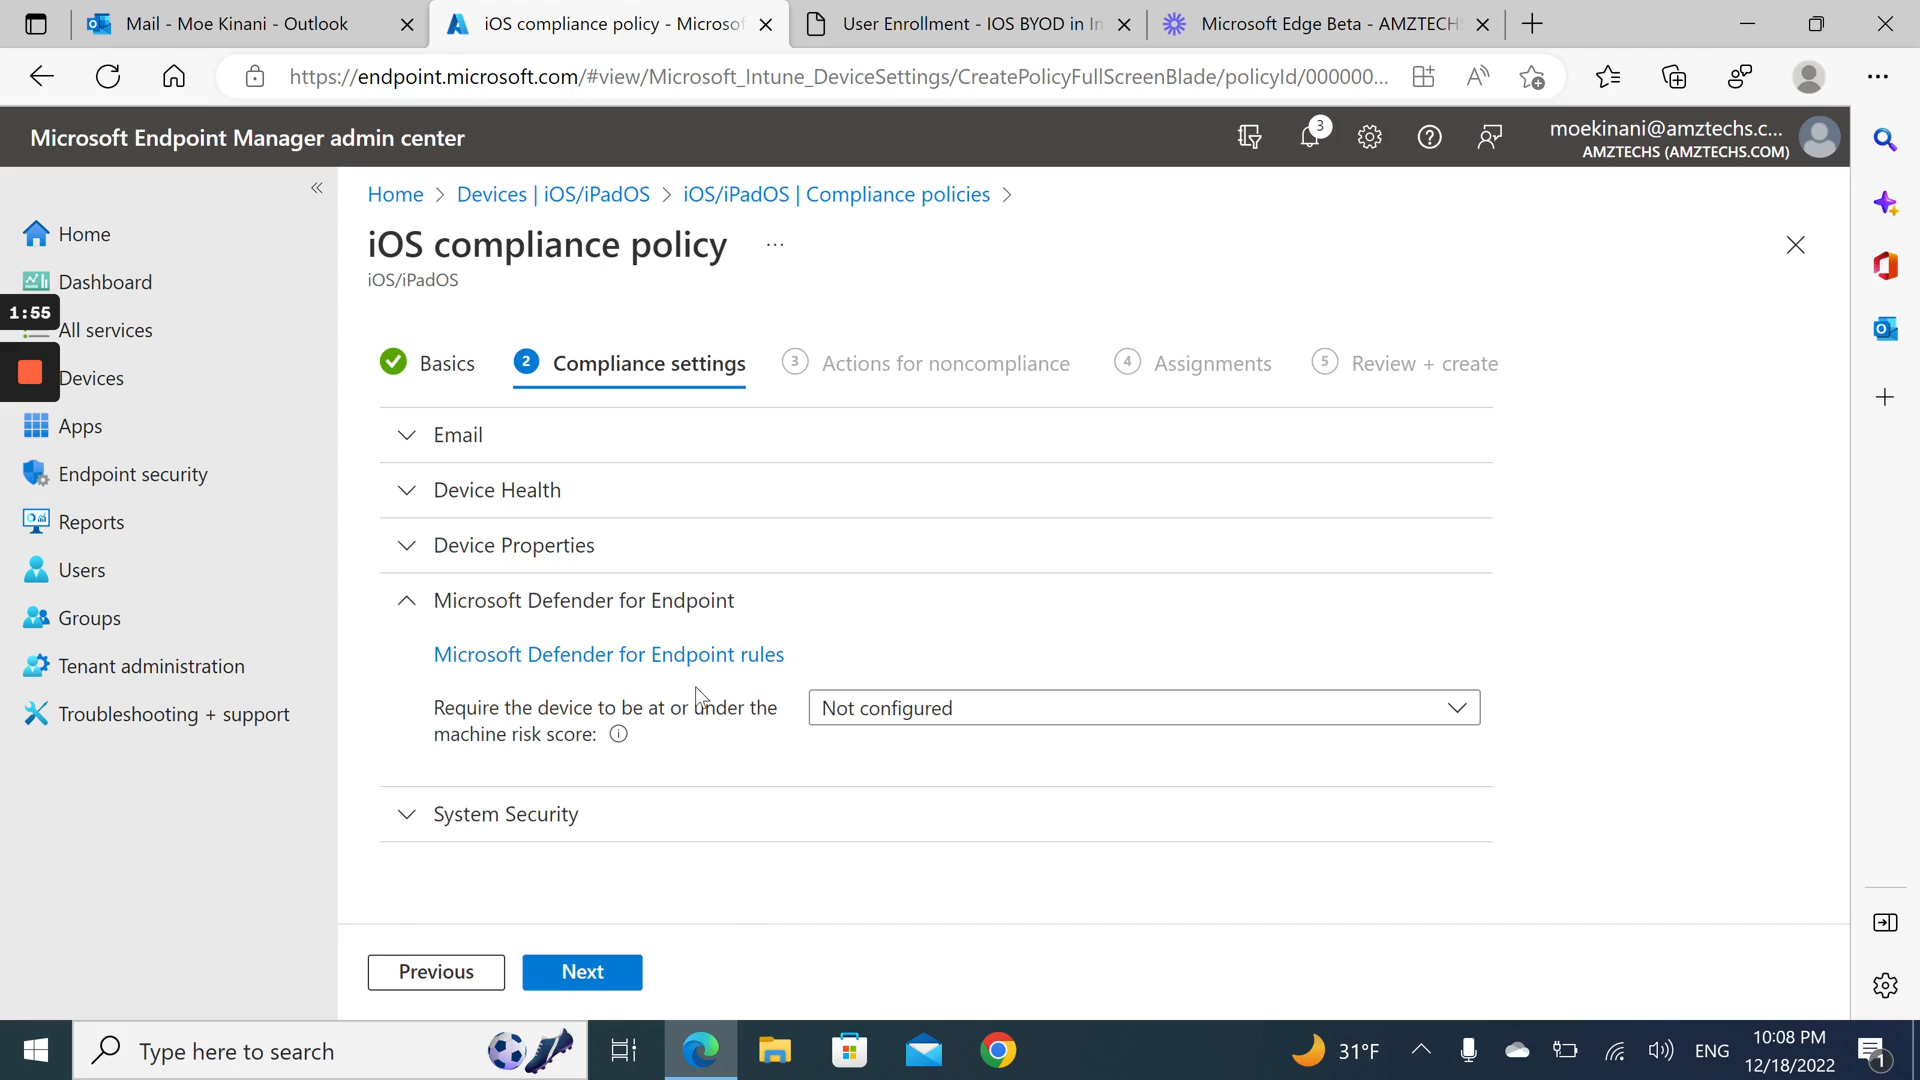 Mail - Moe Kinani - Outlook
iOS compliance policy - Microsof
User Enrollment - IOS BYOD in In
Microsoft Edge Beta - AMZTECH
https://endpoint.microsoft.com/#view/Microsoft_Intune_DeviceSettings/CreatePolicyFullScreenBlade/policyId/000000...
Microsoft Endpoint Manager admin center
3
moekinani@amztechs.c...
AMZTECHS (AMZTECHS.COM)
Home > Devices | iOS/iPadOS > iOS/iPadOS | Compliance policies >
iOS compliance policy ...
iOS/iPadOS
Home
Dashboard
1:55
All services
Devices
Apps
Endpoint security
Reports
Users
Groups
Tenant administration
Troubleshooting + support
Basics
2 Compliance settings
3 Actions for noncompliance
4 Assignments
5 Review + create
Email
Device Health
Device Properties
Microsoft Defender for Endpoint
Microsoft Defender for Endpoint rules
Require the device to be at or under the
machine risk score:
Not configured
System Security
Previous
Next
Type here to search
31°F
ENG
10:08 PM
12/18/2022
1